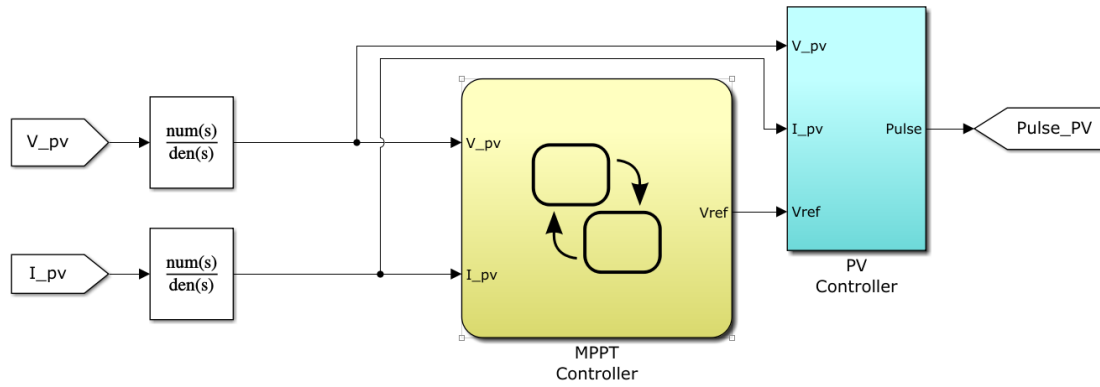 V_pv
num(s)
den(s)
I_pv
num(s)
den(s)
V_pv
I_pv
Vref
MPPT
Controller
V_pv
I_pv
Vref
Pulse
PV
Controller
Pulse_PV